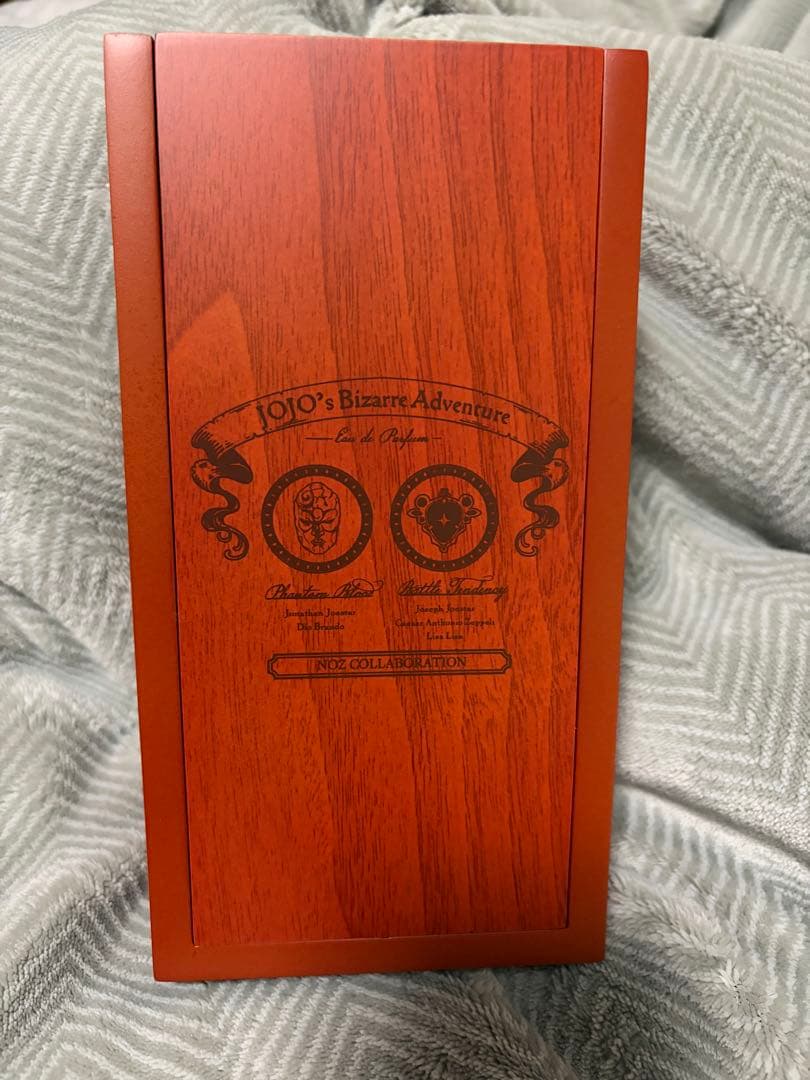 JOJO's Bizarre Adventure
Eau de Parfum
Phantom Blood Battle Tendency
Jonathan Joestar
Dio Brando
Joseph Joestar
Caesar Anthonio Zeppeli
Lisa Lisa
NOZ COLLABORATION